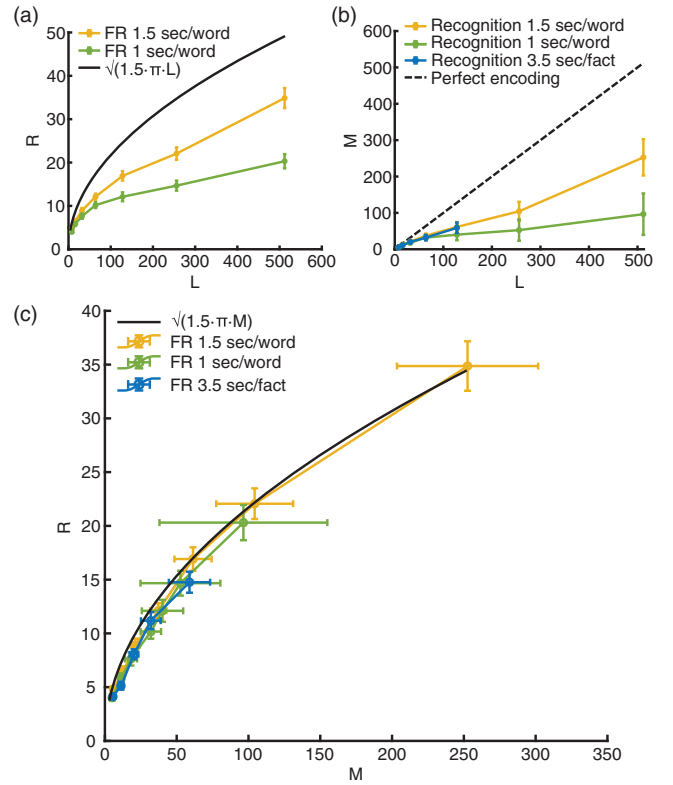 (a)
FR 1.5 sec/word
FR 1 sec/word
√(1.5·π·L)
50
40
30
20
10
0
R
0 100 200 300 400 500 600
L
(b)
Recognition 1.5 sec/word
Recognition 1 sec/word
Recognition 3.5 sec/fact
Perfect encoding
600
500
400
300
200
100
0
M
0 100 200 300 400 500
L
(c)
√(1.5·π·M)
FR 1.5 sec/word
FR 1 sec/word
FR 3.5 sec/fact
40
35
30
25
20
15
10
5
0
R
0 50 100 150 200 250 300 350
M